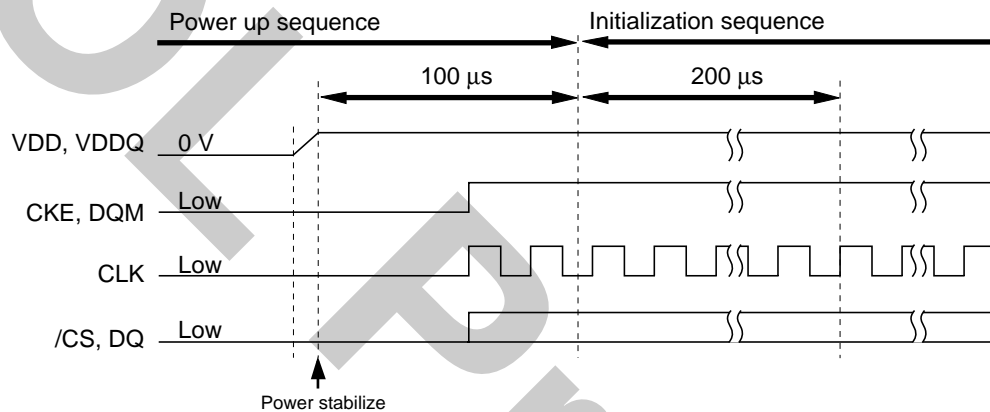 Power up sequence
Initialization sequence
100 µs
200 µs
VDD, VDDQ
0 V
CKE, DQM
Low
CLK
Low
/CS, DQ
Low
Power stabilize